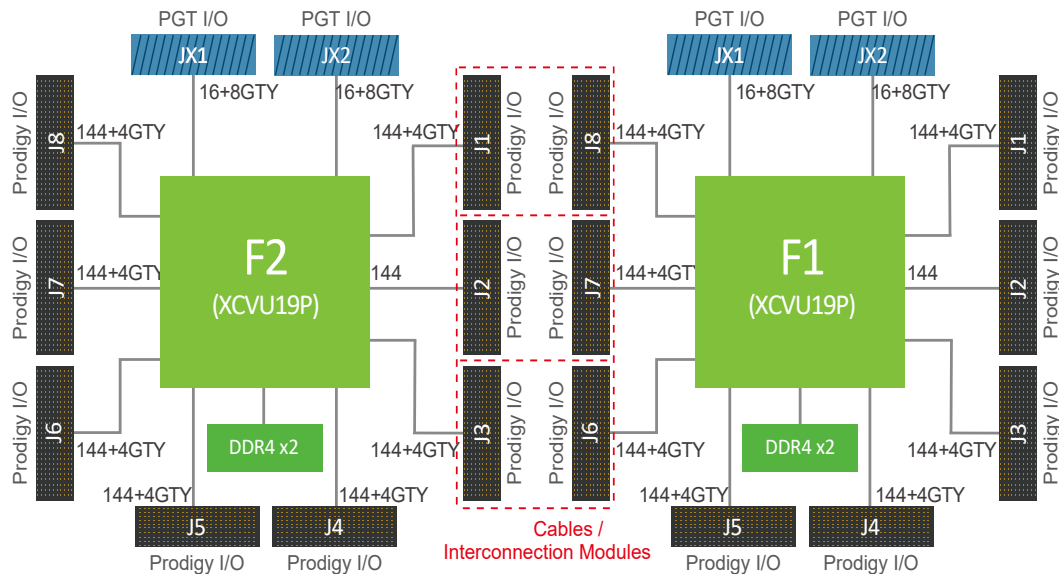 PGT I/O
PGT I/O
PGT I/O
PGT I/O
JX1
JX2
JX1
JX2
16+8GTY
16+8GTY
16+8GTY
16+8GTY
Prodigy I/O
J8
144+4GTY
144+4GTY
J1
Prodigy I/O
Prodigy I/O
J8
144+4GTY
144+4GTY
J1
Prodigy I/O
F2
(XCVU19P)
F1
(XCVU19P)
Prodigy I/O
J7
144+4GTY
144
J2
Prodigy I/O
Prodigy I/O
J7
144+4GTY
144
J2
Prodigy I/O
Prodigy I/O
J6
144+4GTY
144+4GTY
J3
Prodigy I/O
Prodigy I/O
J6
144+4GTY
144+4GTY
J3
Prodigy I/O
DDR4 x2
DDR4 x2
144+4GTY
144+4GTY
144+4GTY
144+4GTY
J5
J4
J5
J4
Prodigy I/O
Prodigy I/O
Prodigy I/O
Prodigy I/O
Cables /
Interconnection Modules